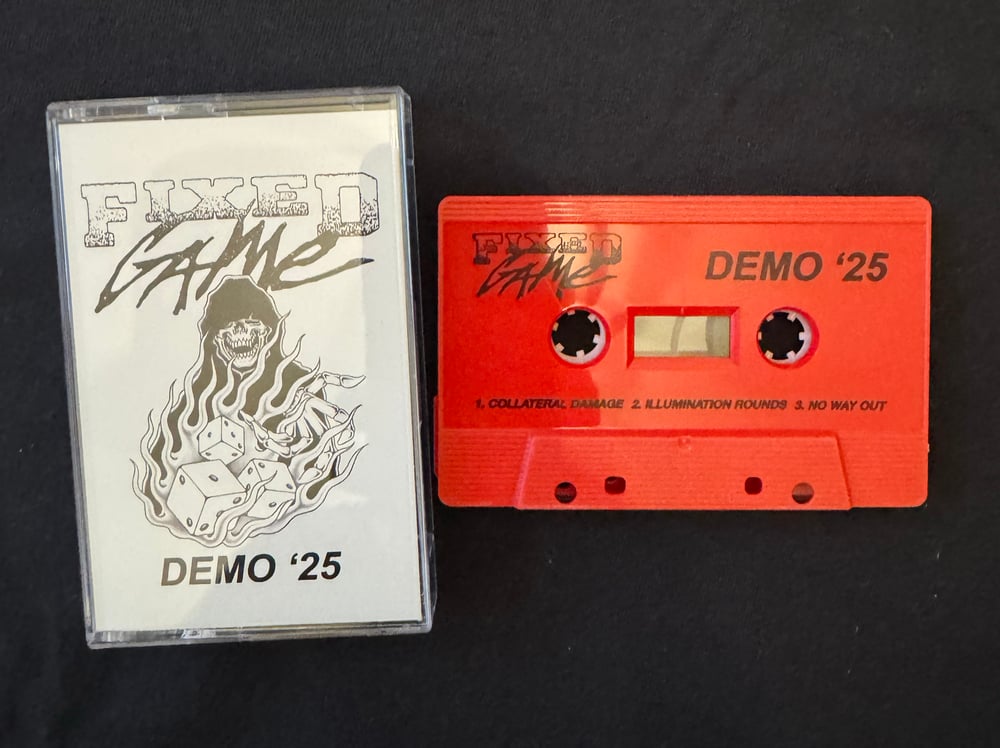 FIXED
GAME
DEMO ‘25
FIXED
GAME
DEMO ‘25
1. COLLATERAL DAMAGE 2. ILLUMINATION ROUNDS 3. NO WAY OUT